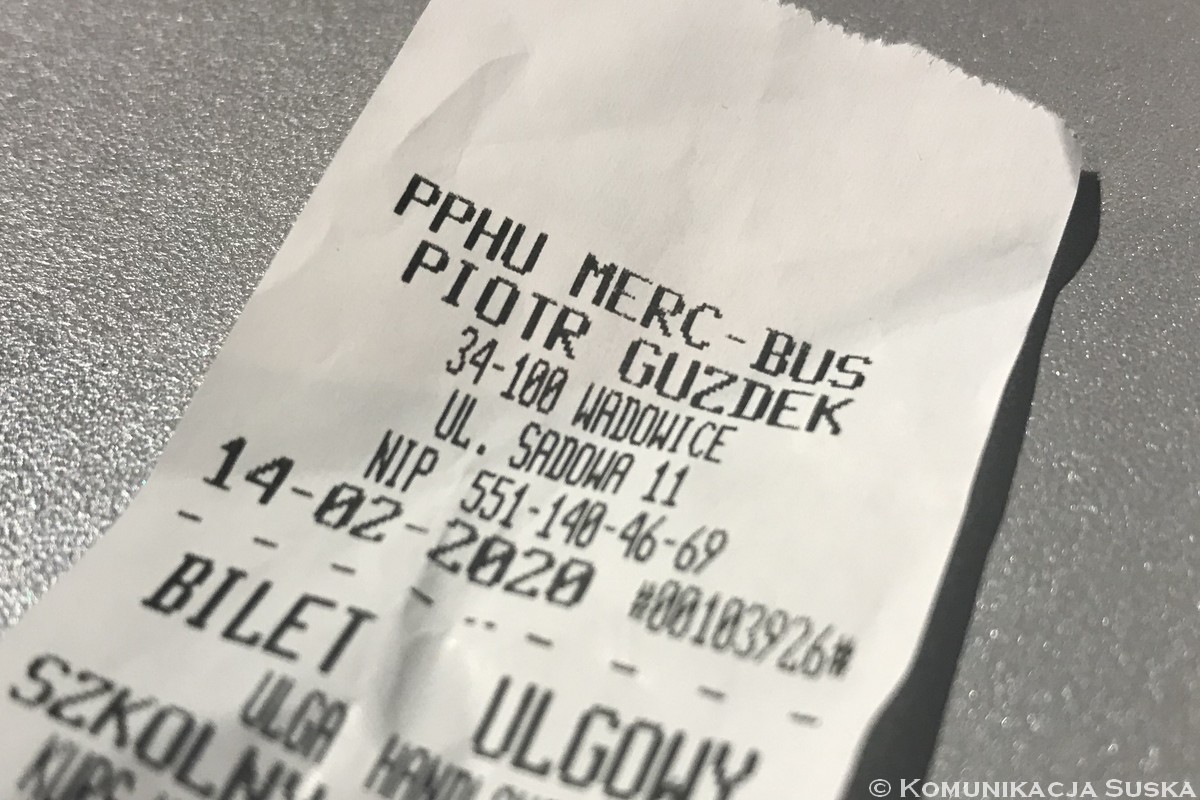 PPHU MERC-BUS
PIOTR GUZDEK
34-100 WADOWICE
UL. SADOWA 11
NIP 551-140-46-69
14-02-2020 #00103926#
- - - - -- - - - -
BILET ULGOWY
ULGA
SZKOLNY
KURS
© Komunikacja Suska